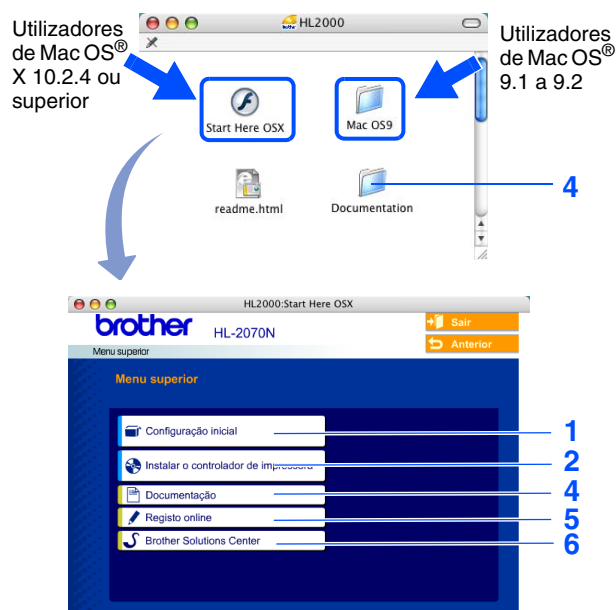 Utilizadores
de Mac OS®
X 10.2.4 ou
superior
HL2000
Utilizadores
de Mac OS®
9.1 a 9.2
Start Here OSX
Mac OS9
readme.html
Documentation
4
HL2000:Start Here OSX
brother
HL-2070N
Sair
Anterior
Menu superior
Menu superior
Configuração inicial
1
Instalar o controlador de impressora
2
Documentação
4
Registo online
5
Brother Solutions Center
6